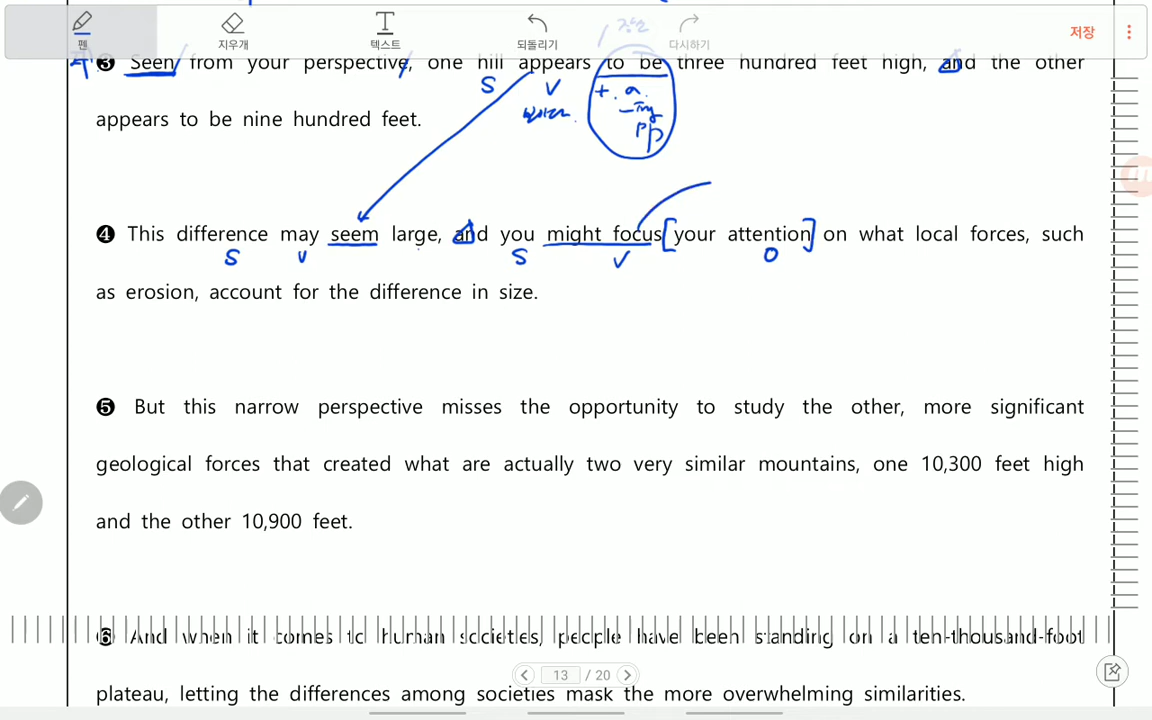 펜 지우개 텍스트 되돌리기 다시하기 저장
❸ Seen from your perspective, one hill appears to be three hundred feet high, and the other
S V + . a.
보이다. -ing
pp
appears to be nine hundred feet.
❹ This difference may seem large, and you might focus your attention on what local forces, such
S V S V O
as erosion, account for the difference in size.
❺ But this narrow perspective misses the opportunity to study the other, more significant
geological forces that created what are actually two very similar mountains, one 10,300 feet high
and the other 10,900 feet.
❻ And when it comes to human societies, people have been standing on a ten-thousand-foot
13 / 20
plateau, letting the differences among societies mask the more overwhelming similarities.